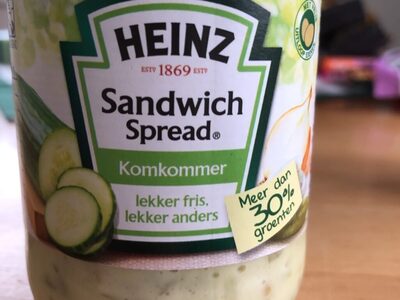 HEINZ
ESTD 1869 ESTD
Sandwich
Spread®
Komkommer
lekker fris.
lekker anders
Meer dan
30%
groenten